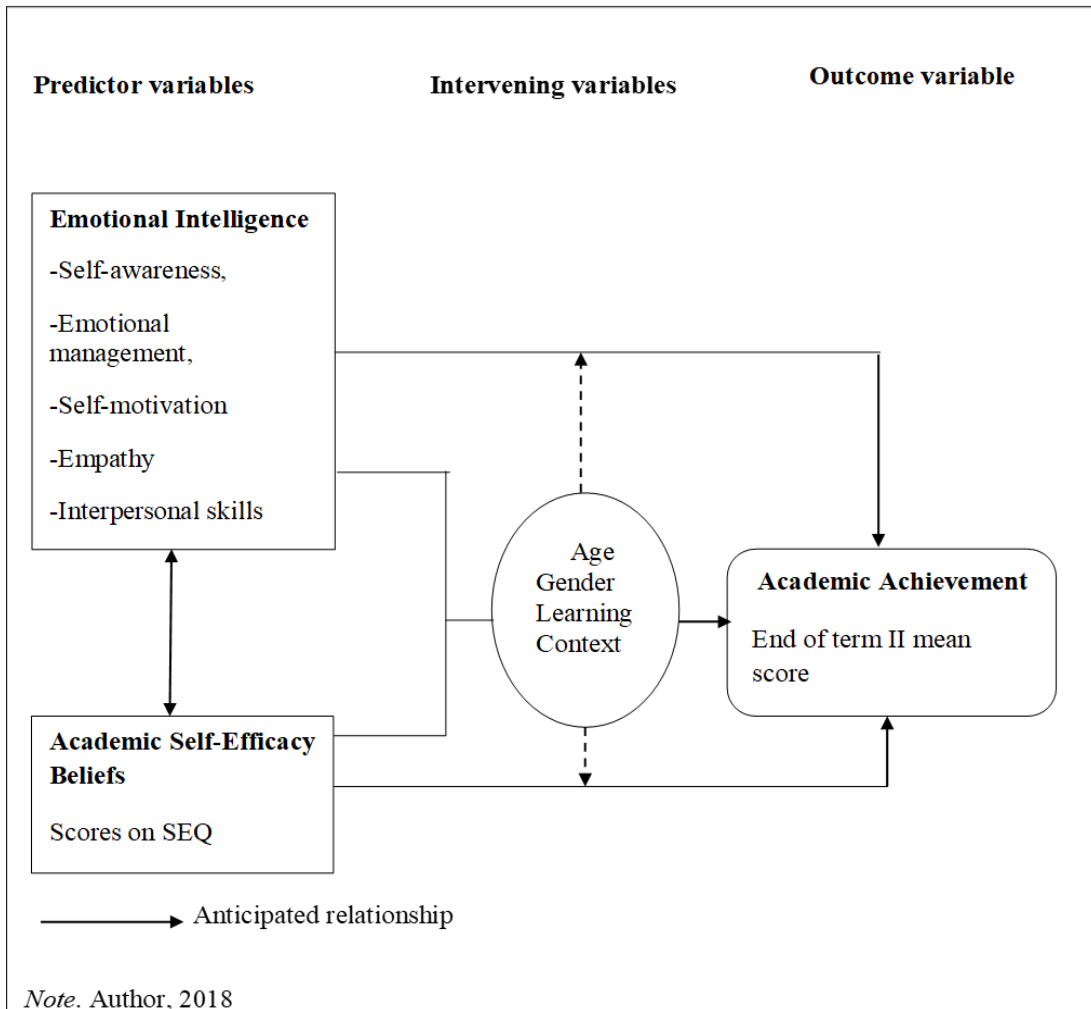 Predictor variables
Intervening variables
Outcome variable
Emotional Intelligence
-Self-awareness,
-Emotional
management,
-Self-motivation
-Empathy
-Interpersonal skills
Age
Gender
Learning
Context
Academic Achievement
End of term II mean
score
Academic Self-Efficacy
Beliefs
Scores on SEQ
Anticipated relationship
Note. Author, 2018